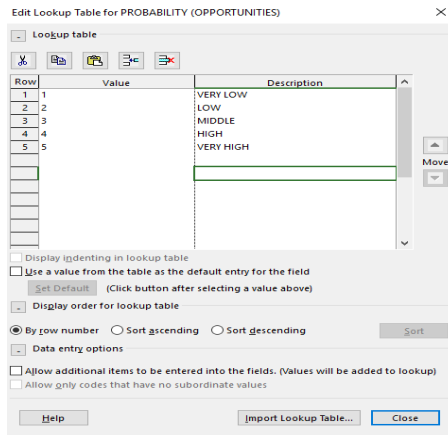 Edit Lookup Table for PROBABILITY (OPPORTUNITIES)
Lookup table
Row Value Description
1 1 VERY LOW
2 2 LOW
3 3 MIDDLE
4 4 HIGH
5 5 VERY HIGH
Move
Display indenting in lookup table
Use a value from the table as the default entry for the field
Set Default (Click button after selecting a value above)
Display order for lookup table
By row number Sort ascending Sort descending Sort
Data entry options
Allow additional items to be entered into the fields. (Values will be added to lookup)
Allow only codes that have no subordinate values
Help Import Lookup Table... Close